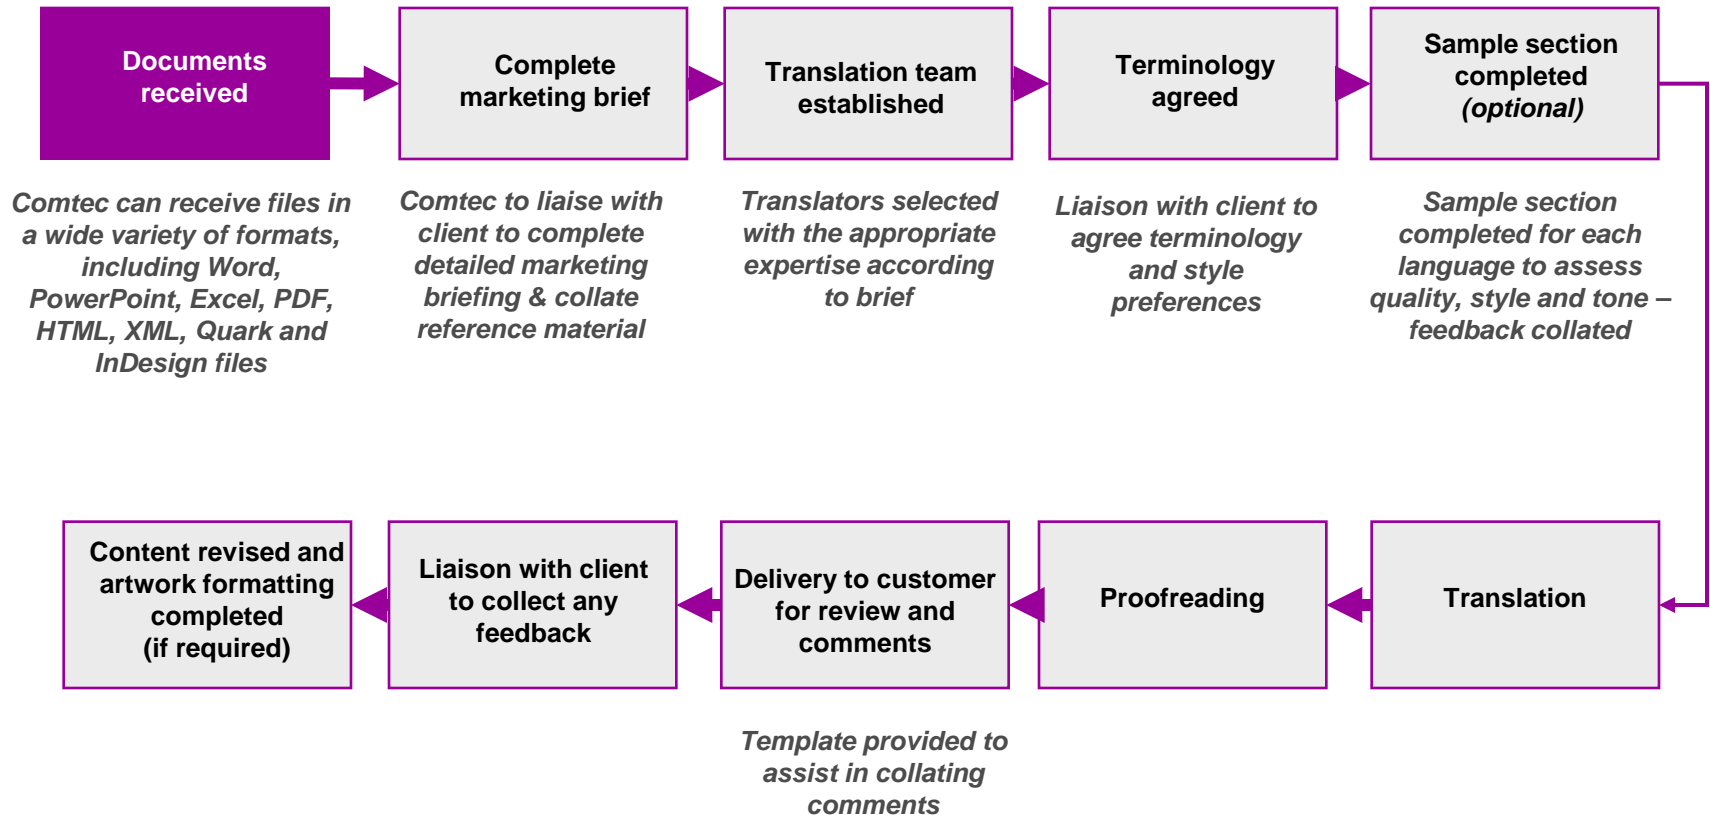 Documents
received
Complete
marketing brief
Translation team
established
Terminology
agreed
Sample section
completed
(optional)
Comtec can receive files in
a wide variety of formats,
including Word,
PowerPoint, Excel, PDF,
HTML, XML, Quark and
InDesign files
Comtec to liaise with
client to complete
detailed marketing
briefing & collate
reference material
Translators selected
with the appropriate
expertise according
to brief
Liaison with client to
agree terminology
and style
preferences
Sample section
completed for each
language to assess
quality, style and tone –
feedback collated
Content revised and
artwork formatting
completed
(if required)
Liaison with client
to collect any
feedback
Delivery to customer
for review and
comments
Proofreading
Translation
Template provided to
assist in collating
comments